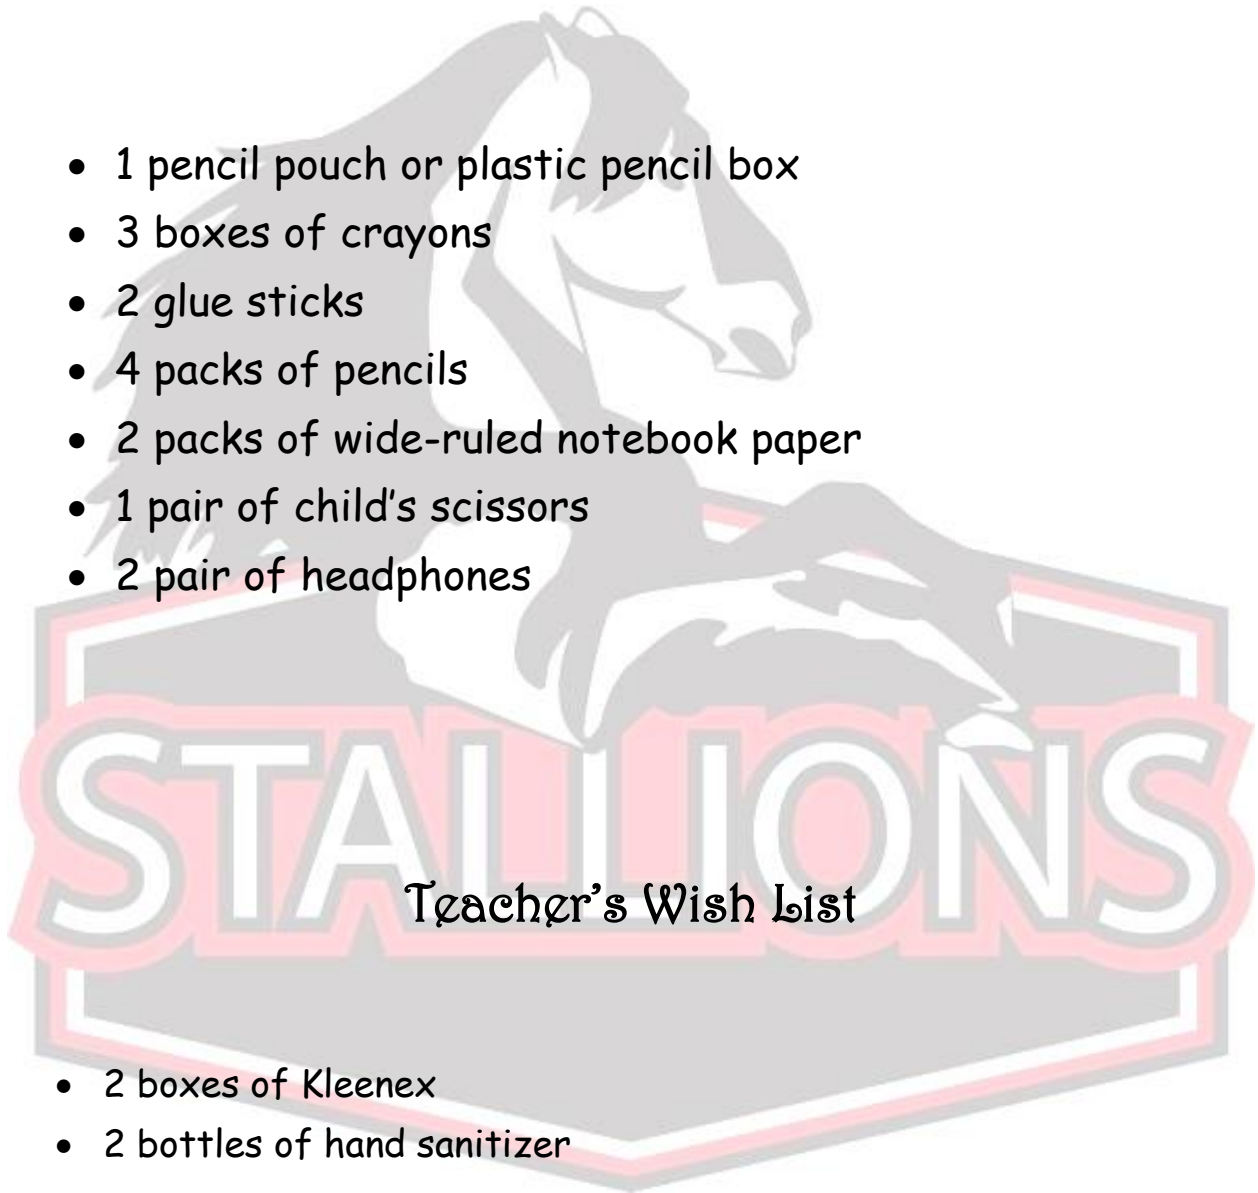 • 1 pencil pouch or plastic pencil box
• 3 boxes of crayons
• 2 glue sticks
• 4 packs of pencils
• 2 packs of wide-ruled notebook paper
• 1 pair of child's scissors
• 2 pair of headphones
STALLIONS
Teacher's Wish List
• 2 boxes of Kleenex
• 2 bottles of hand sanitizer